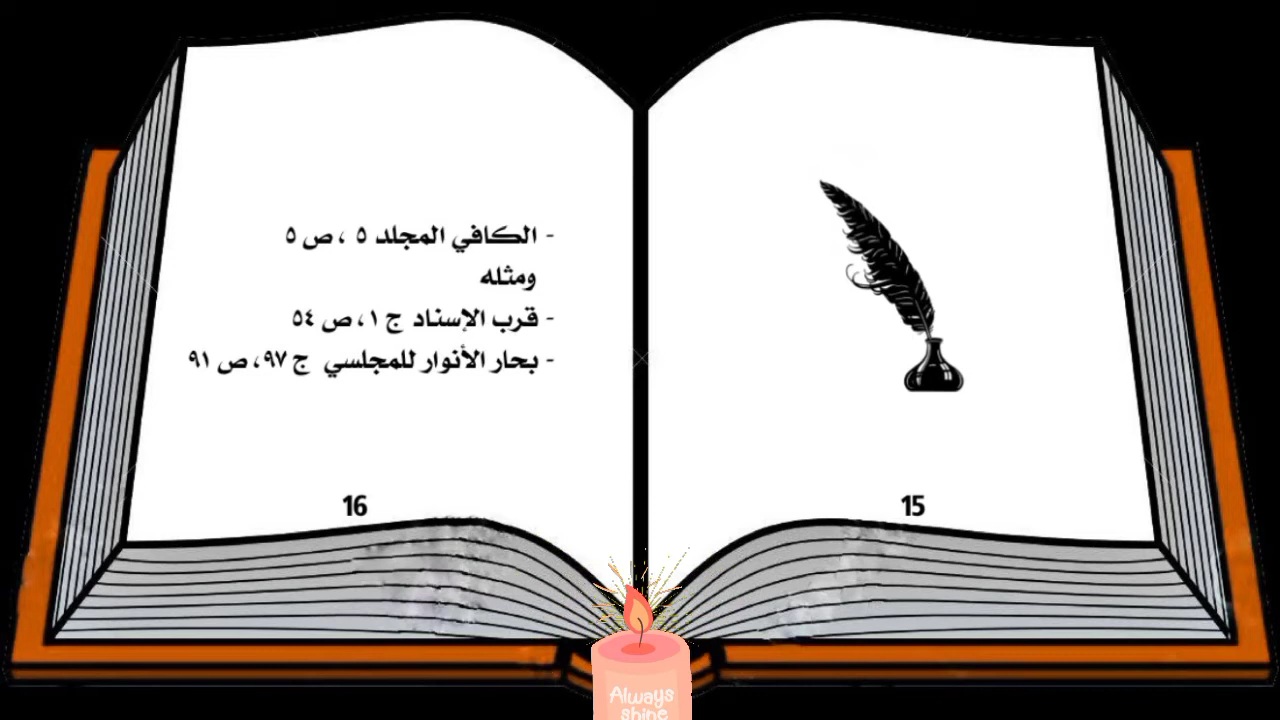 - الكافي المجلد ٥ ، ص ٥
ومثله
- قرب الإسناد ج ١، ص ٥٤
- بحار الأنوار للمجلسي ج ٩٧، ص ٩١
15
16
Always
shine